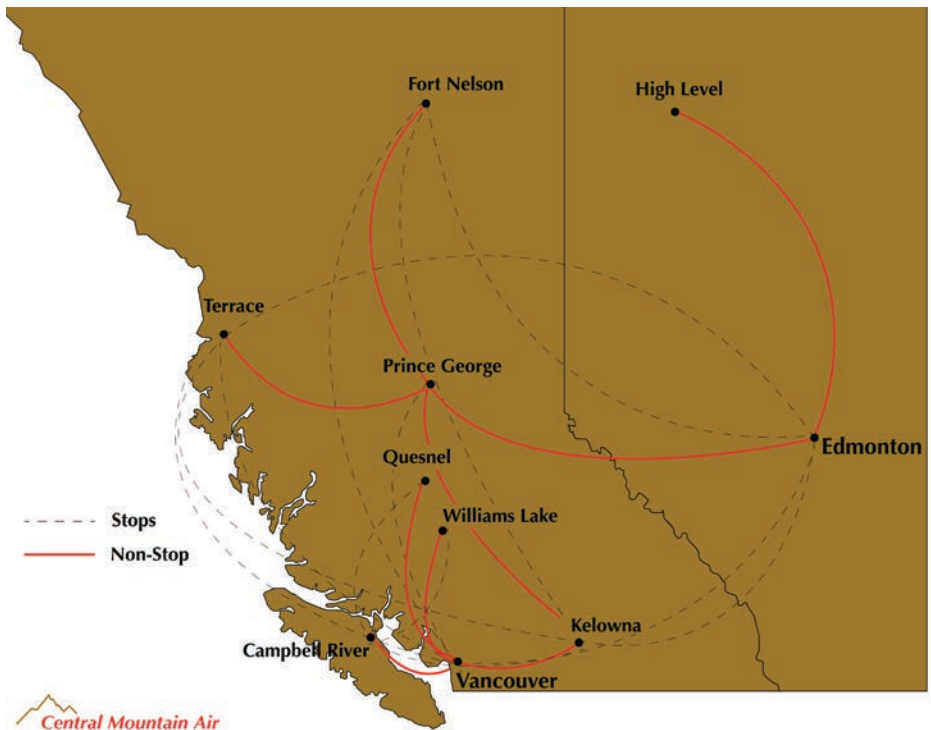 Fort Nelson
High Level
Terrace
Prince George
Edmonton
Quesnel
Williams Lake
Stops
Non-Stop
Kelowna
Campbell River
Vancouver
Central Mountain Air